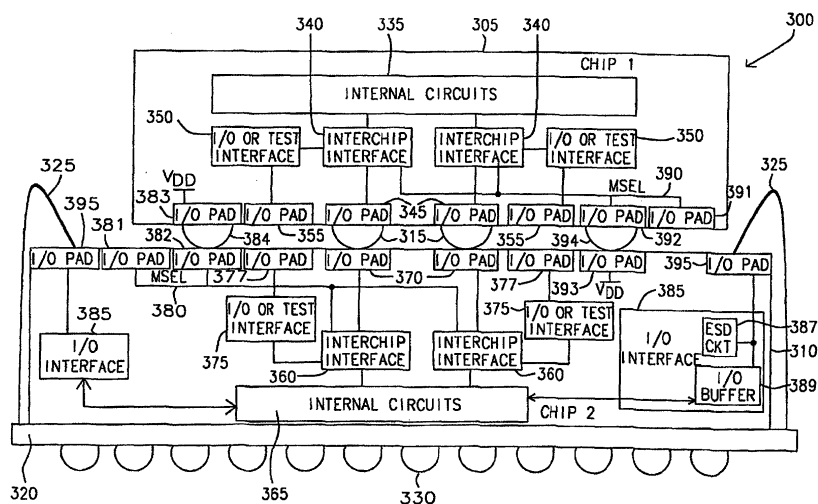 340 335 305 340 300
CHIP 1
INTERNAL CIRCUITS
350 350
I/O OR TEST INTERFACE
INTERCHIP INTERFACE
INTERCHIP INTERFACE
I/O OR TEST INTERFACE
325 VDD 390 325
MSEL
395 381 383 345 391
I/O PAD I/O PAD I/O PAD I/O PAD I/O PAD I/O PAD I/O PAD
382 384 355 315 355 394 392
I/O PAD I/O PAD I/O PAD I/O PAD I/O PAD I/O PAD I/O PAD I/O PAD I/O PAD
MSEL 377 370 377 393 VDD 395
380
385 375 385
I/O OR TEST INTERFACE
I/O OR TEST INTERFACE
I/O INTERFACE
ESD CKT
387
310
I/O INTERFACE
375
INTERCHIP INTERFACE
INTERCHIP INTERFACE
360 360
I/O BUFFER
389
INTERNAL CIRCUITS
CHIP 2
320 365 330